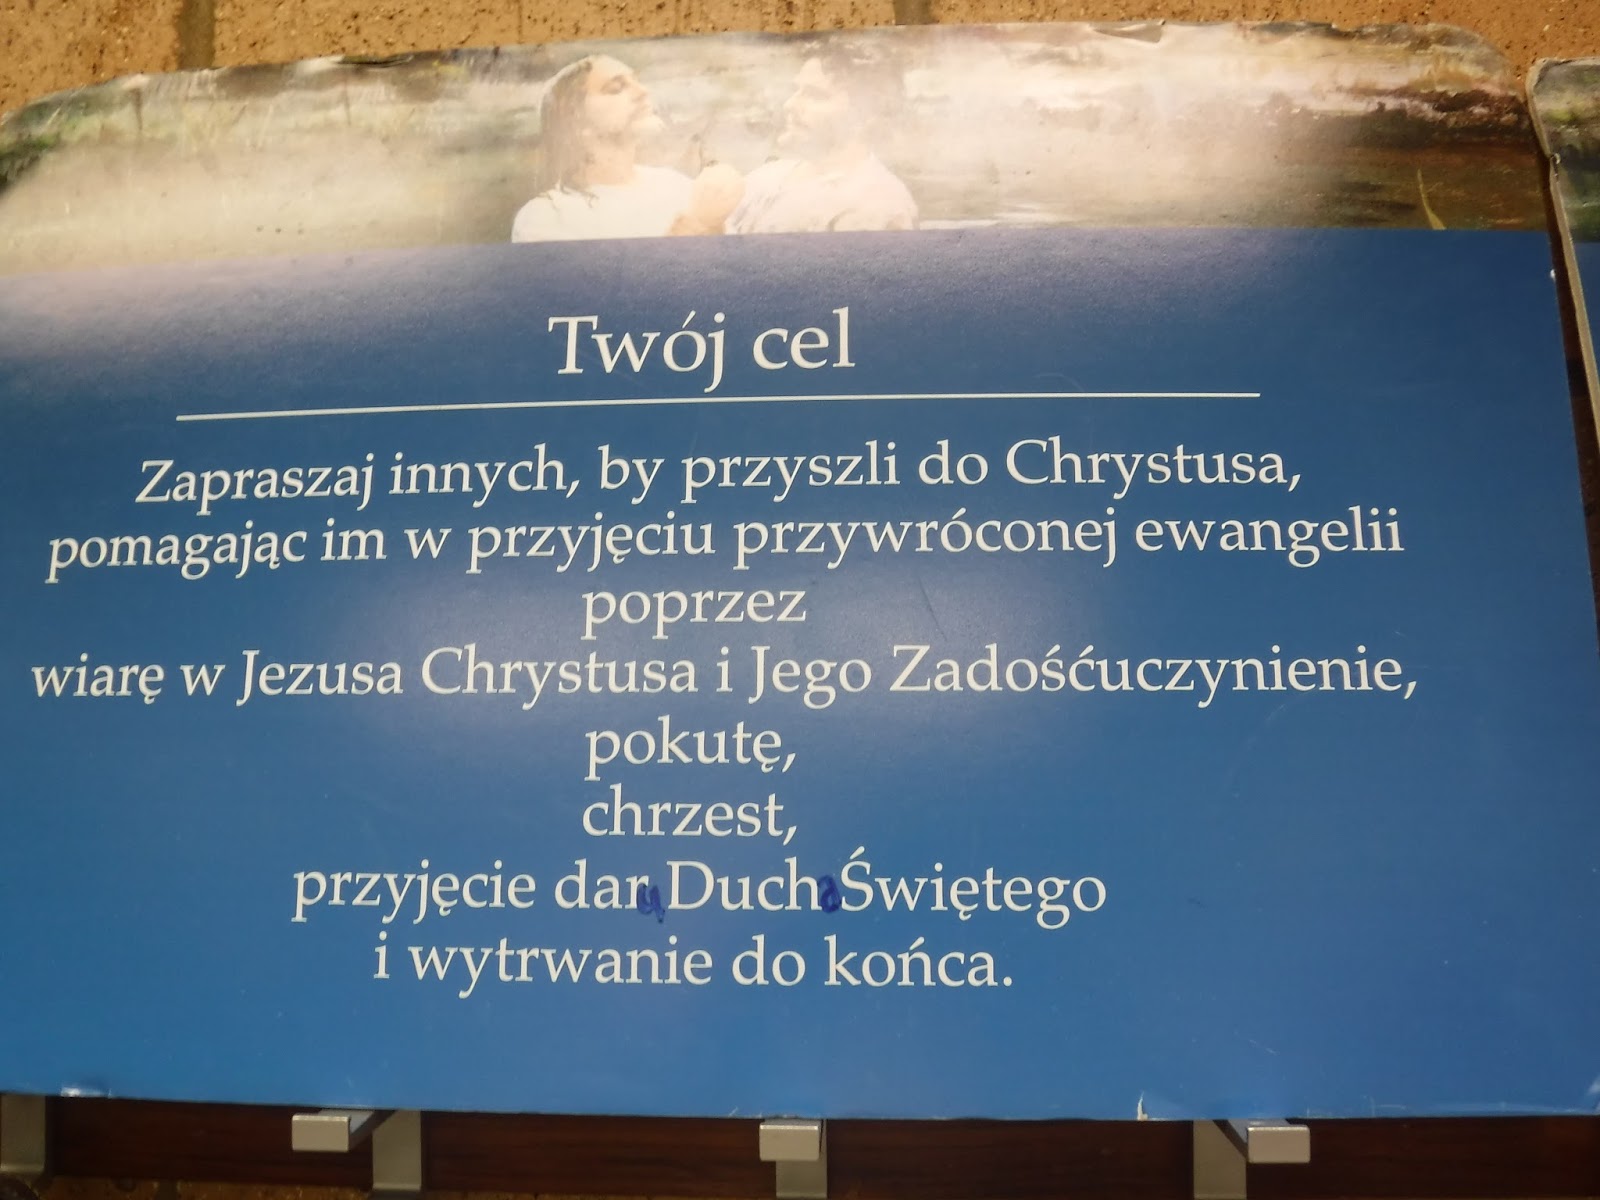 Twój cel
Zapraszaj innych, by przyszli do Chrystusa,
pomagając im w przyjęciu przywróconej ewangelii
poprzez
wiarę w Jezusa Chrystusa i Jego Zadośćuczynienie,
pokutę,
chrzest,
przyjęcie daru Ducha Świętego
i wytrwanie do końca.